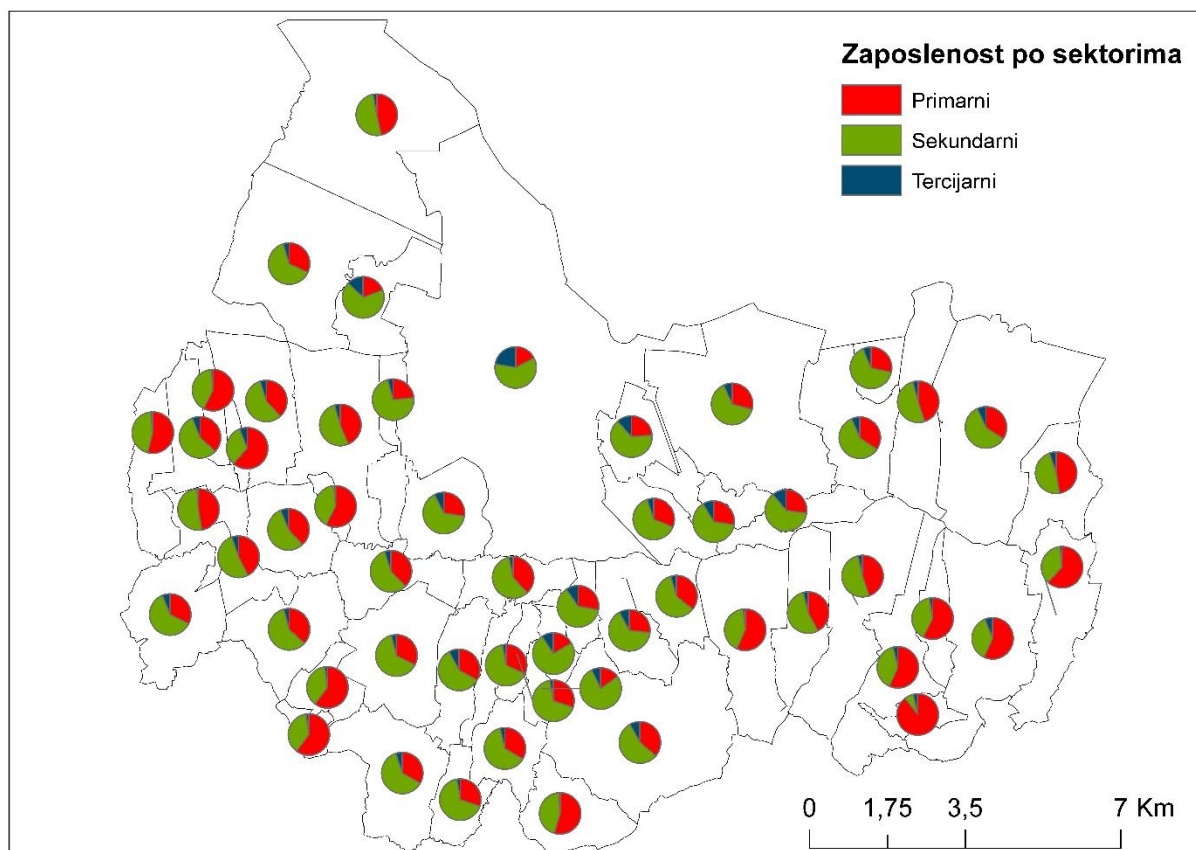 Zaposlenost po sektorima
Primarni
Sekundarni
Tercijarni
0 1,75 3,5 7 Km